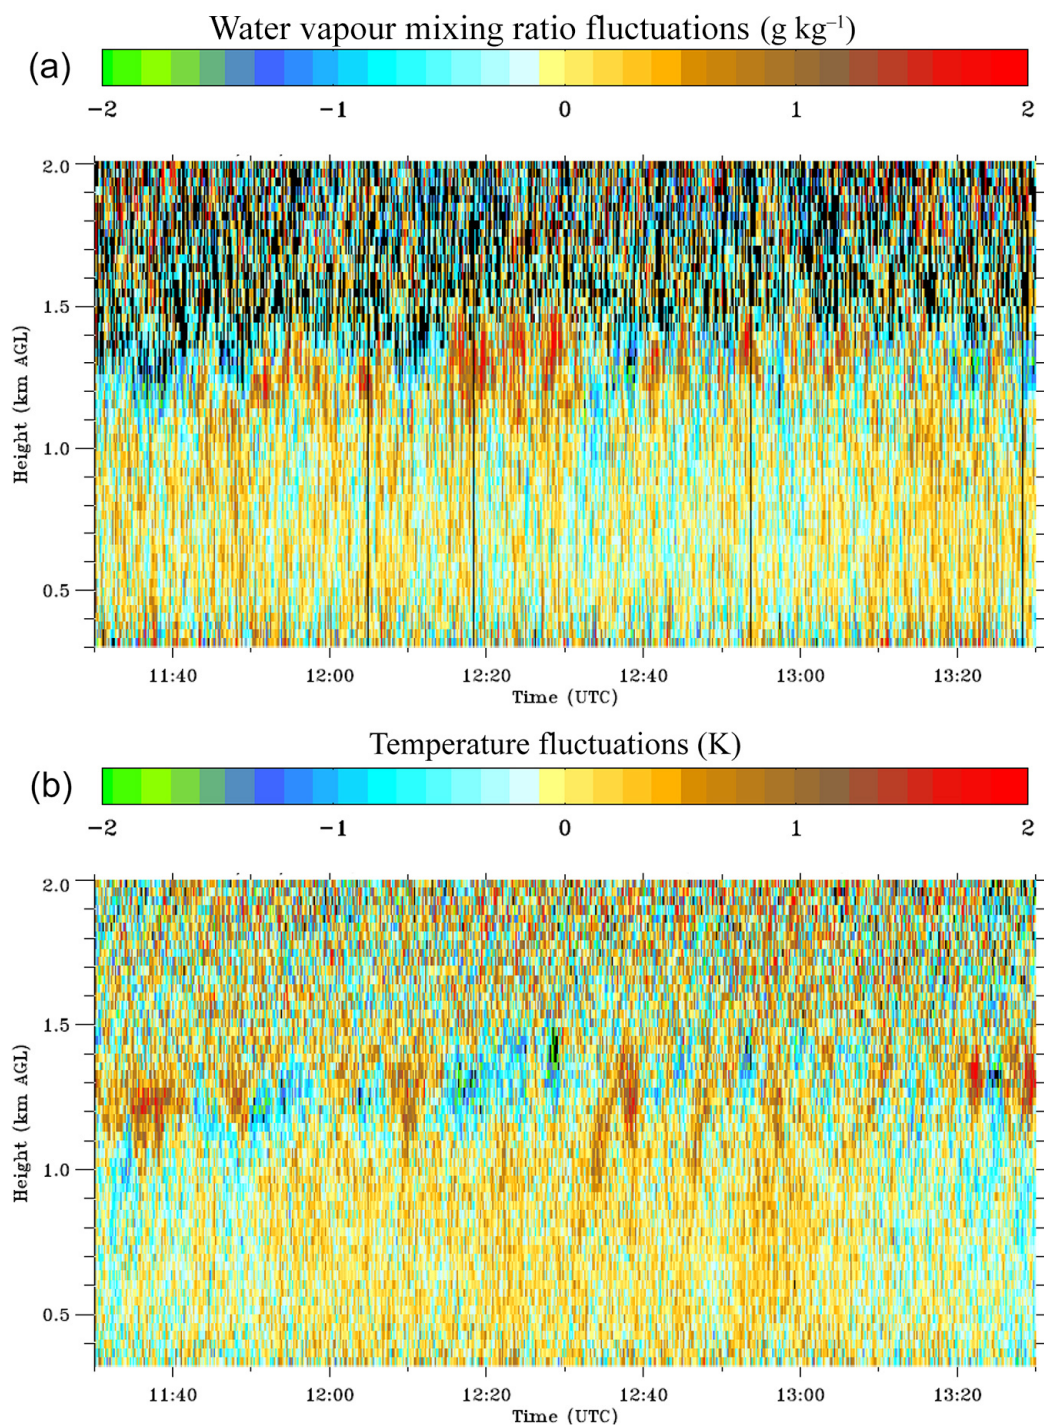 Water vapour mixing ratio fluctuations (g kg⁻¹)
(a)
−2 −1 0 1 2
2.0
1.5
1.0
0.5
Height (km AGL)
11:40 12:00 12:20 12:40 13:00 13:20
Time (UTC)
Temperature fluctuations (K)
(b)
−2 −1 0 1 2
2.0
1.5
1.0
0.5
Height (km AGL)
11:40 12:00 12:20 12:40 13:00 13:20
Time (UTC)